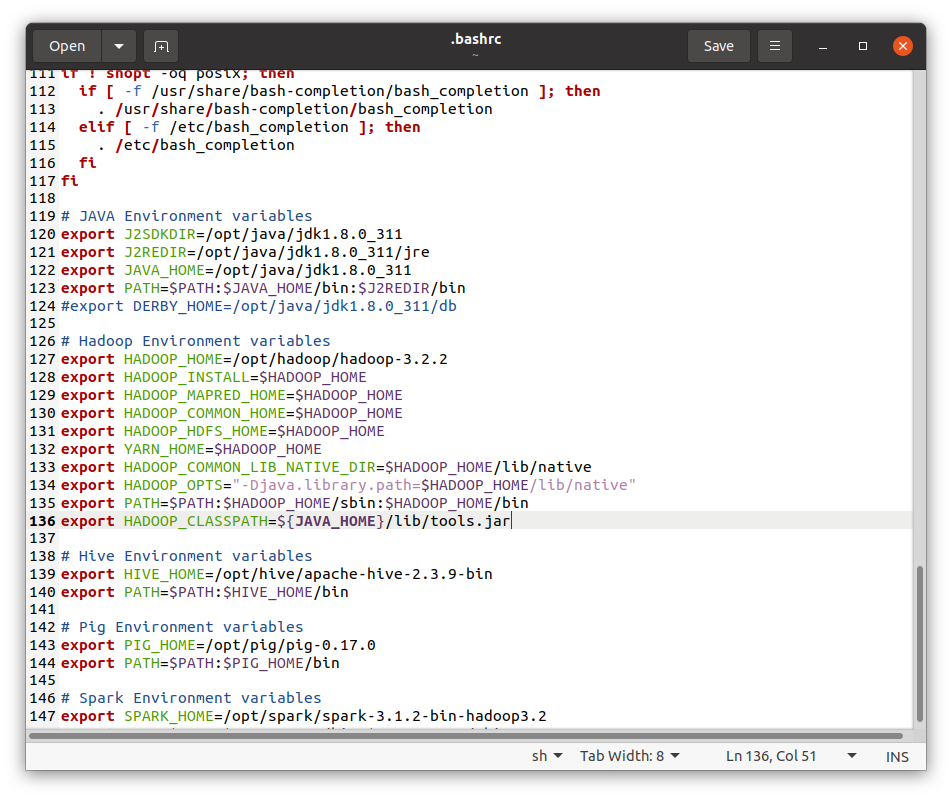 Open
.bashrc
~
Save
111 if ! shopt -oq posix; then
112   if [ -f /usr/share/bash-completion/bash_completion ]; then
113     . /usr/share/bash-completion/bash_completion
114   elif [ -f /etc/bash_completion ]; then
115     . /etc/bash_completion
116   fi
117 fi
118
119 # JAVA Environment variables
120 export J2SDKDIR=/opt/java/jdk1.8.0_311
121 export J2REDIR=/opt/java/jdk1.8.0_311/jre
122 export JAVA_HOME=/opt/java/jdk1.8.0_311
123 export PATH=$PATH:$JAVA_HOME/bin:$J2REDIR/bin
124 #export DERBY_HOME=/opt/java/jdk1.8.0_311/db
125
126 # Hadoop Environment variables
127 export HADOOP_HOME=/opt/hadoop/hadoop-3.2.2
128 export HADOOP_INSTALL=$HADOOP_HOME
129 export HADOOP_MAPRED_HOME=$HADOOP_HOME
130 export HADOOP_COMMON_HOME=$HADOOP_HOME
131 export HADOOP_HDFS_HOME=$HADOOP_HOME
132 export YARN_HOME=$HADOOP_HOME
133 export HADOOP_COMMON_LIB_NATIVE_DIR=$HADOOP_HOME/lib/native
134 export HADOOP_OPTS="-Djava.library.path=$HADOOP_HOME/lib/native"
135 export PATH=$PATH:$HADOOP_HOME/sbin:$HADOOP_HOME/bin
136 export HADOOP_CLASSPATH=${JAVA_HOME}/lib/tools.jar
137
138 # Hive Environment variables
139 export HIVE_HOME=/opt/hive/apache-hive-2.3.9-bin
140 export PATH=$PATH:$HIVE_HOME/bin
141
142 # Pig Environment variables
143 export PIG_HOME=/opt/pig/pig-0.17.0
144 export PATH=$PATH:$PIG_HOME/bin
145
146 # Spark Environment variables
147 export SPARK_HOME=/opt/spark/spark-3.1.2-bin-hadoop3.2
sh Tab Width: 8 Ln 136, Col 51 INS